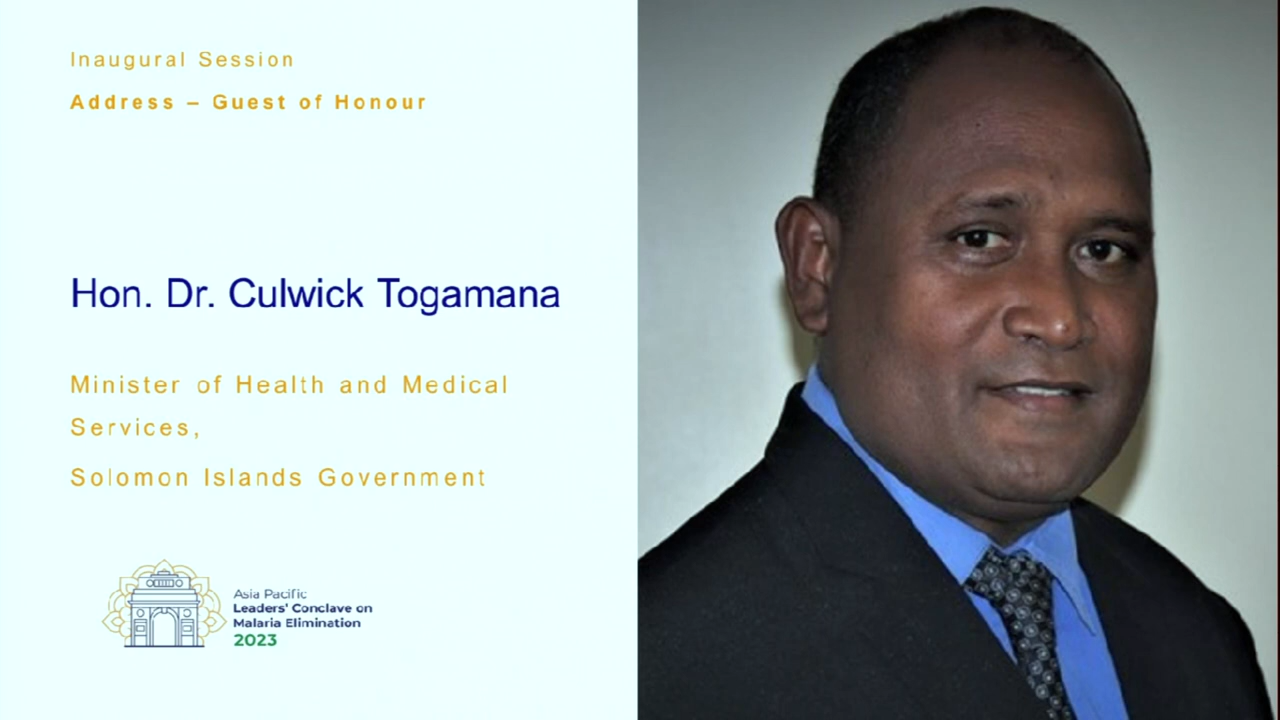 Inaugural Session
Address – Guest of Honour
Hon. Dr. Culwick Togamana
Minister of Health and Medical
Services,
Solomon Islands Government
Asia Pacific
Leaders' Conclave on
Malaria Elimination
2023